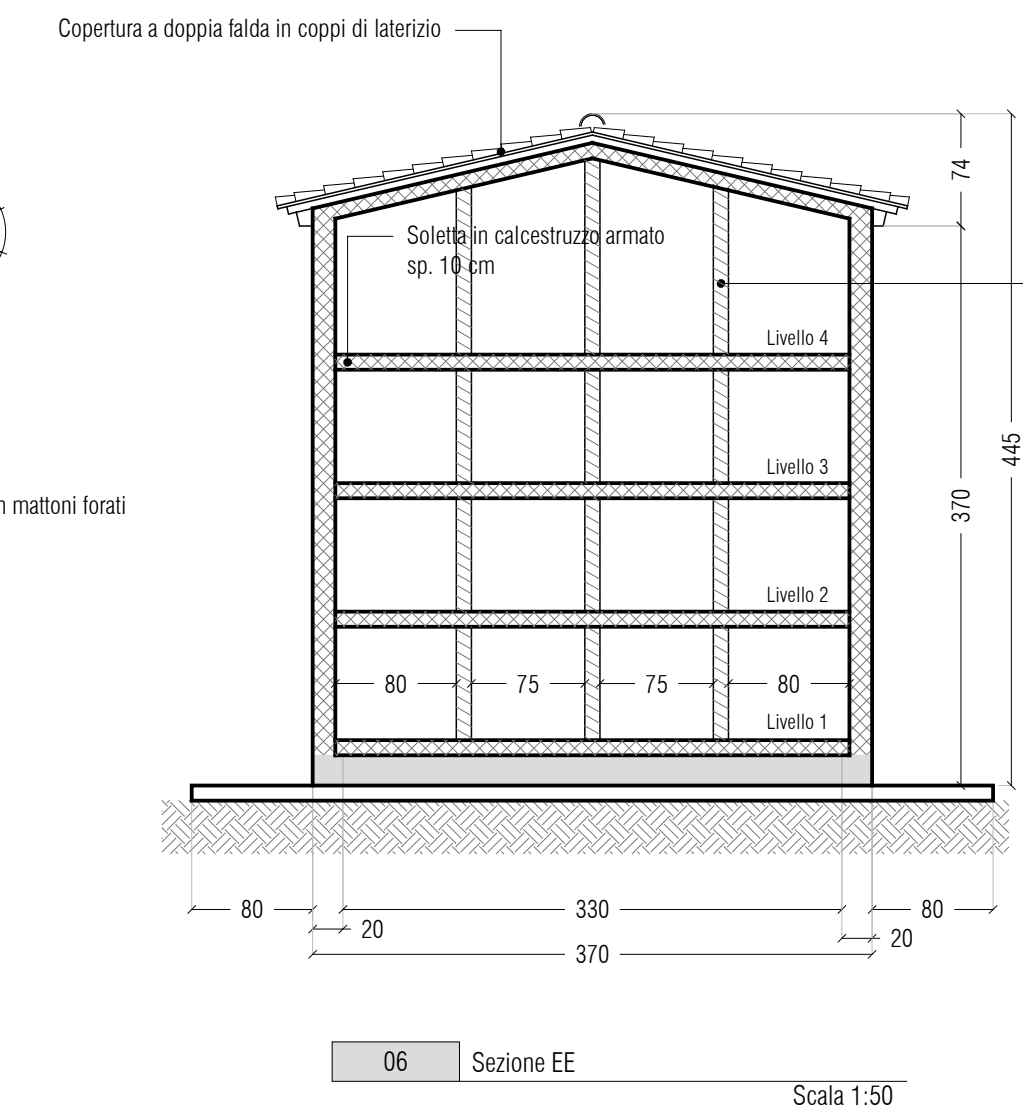 Copertura a doppia falda in coppi di laterizio
74
Soletta in calcestruzzo armato
sp. 10 cm
Livello 4
445
Livello 3
370
n mattoni forati
Livello 2
80
75
75
80
Livello 1
80
330
80
20
20
370
06
Sezione EE
Scala 1:50